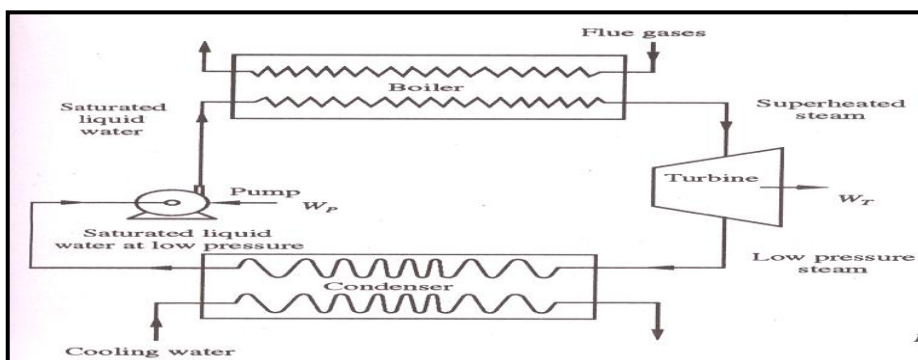 Flue gases
Boiler
Saturated
liquid
water
Superheated
steam
Turbine
Pump
W_P
W_T
Saturated liquid
water at low pressure
Low pressure
steam
Condenser
Cooling water